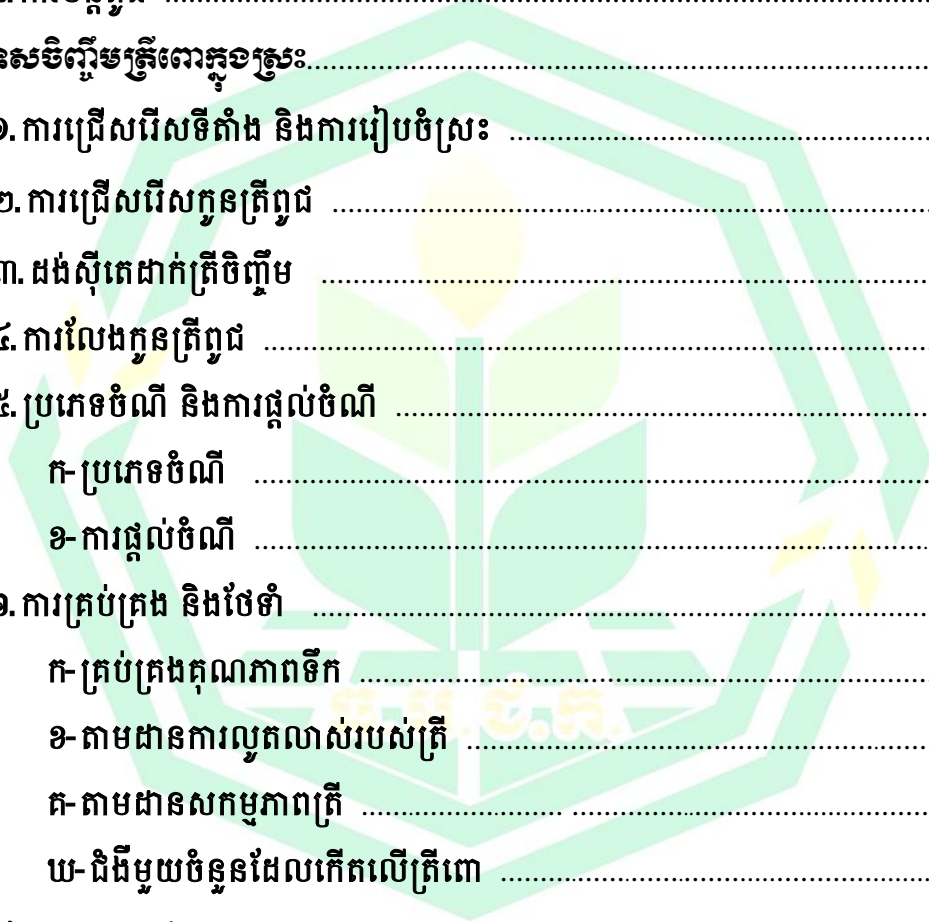 សចិញ្ចឹមត្រីពោក្នុងស្រះ
១. ការជ្រើសរើសទីតាំង និងការរៀបចំស្រះ
២. ការជ្រើសរើសកូនត្រីពូជ
៣. ដង់ស៊ីតេដាក់ត្រីចិញ្ចឹម
៤. ការលែងកូនត្រីពូជ
៥. ប្រភេទចំណី និងការផ្តល់ចំណី
ក- ប្រភេទចំណី
ខ- ការផ្តល់ចំណី
ការគ្រប់គ្រង និងថែទាំ
ក- គ្រប់គ្រងគុណភាពទឹក
ខ- តាមដានការលូតលាស់របស់ត្រី
គ- តាមដានសកម្មភាពត្រី
ឃ- ជំងឺមួយចំនួនដែលកើតលើត្រីពោ